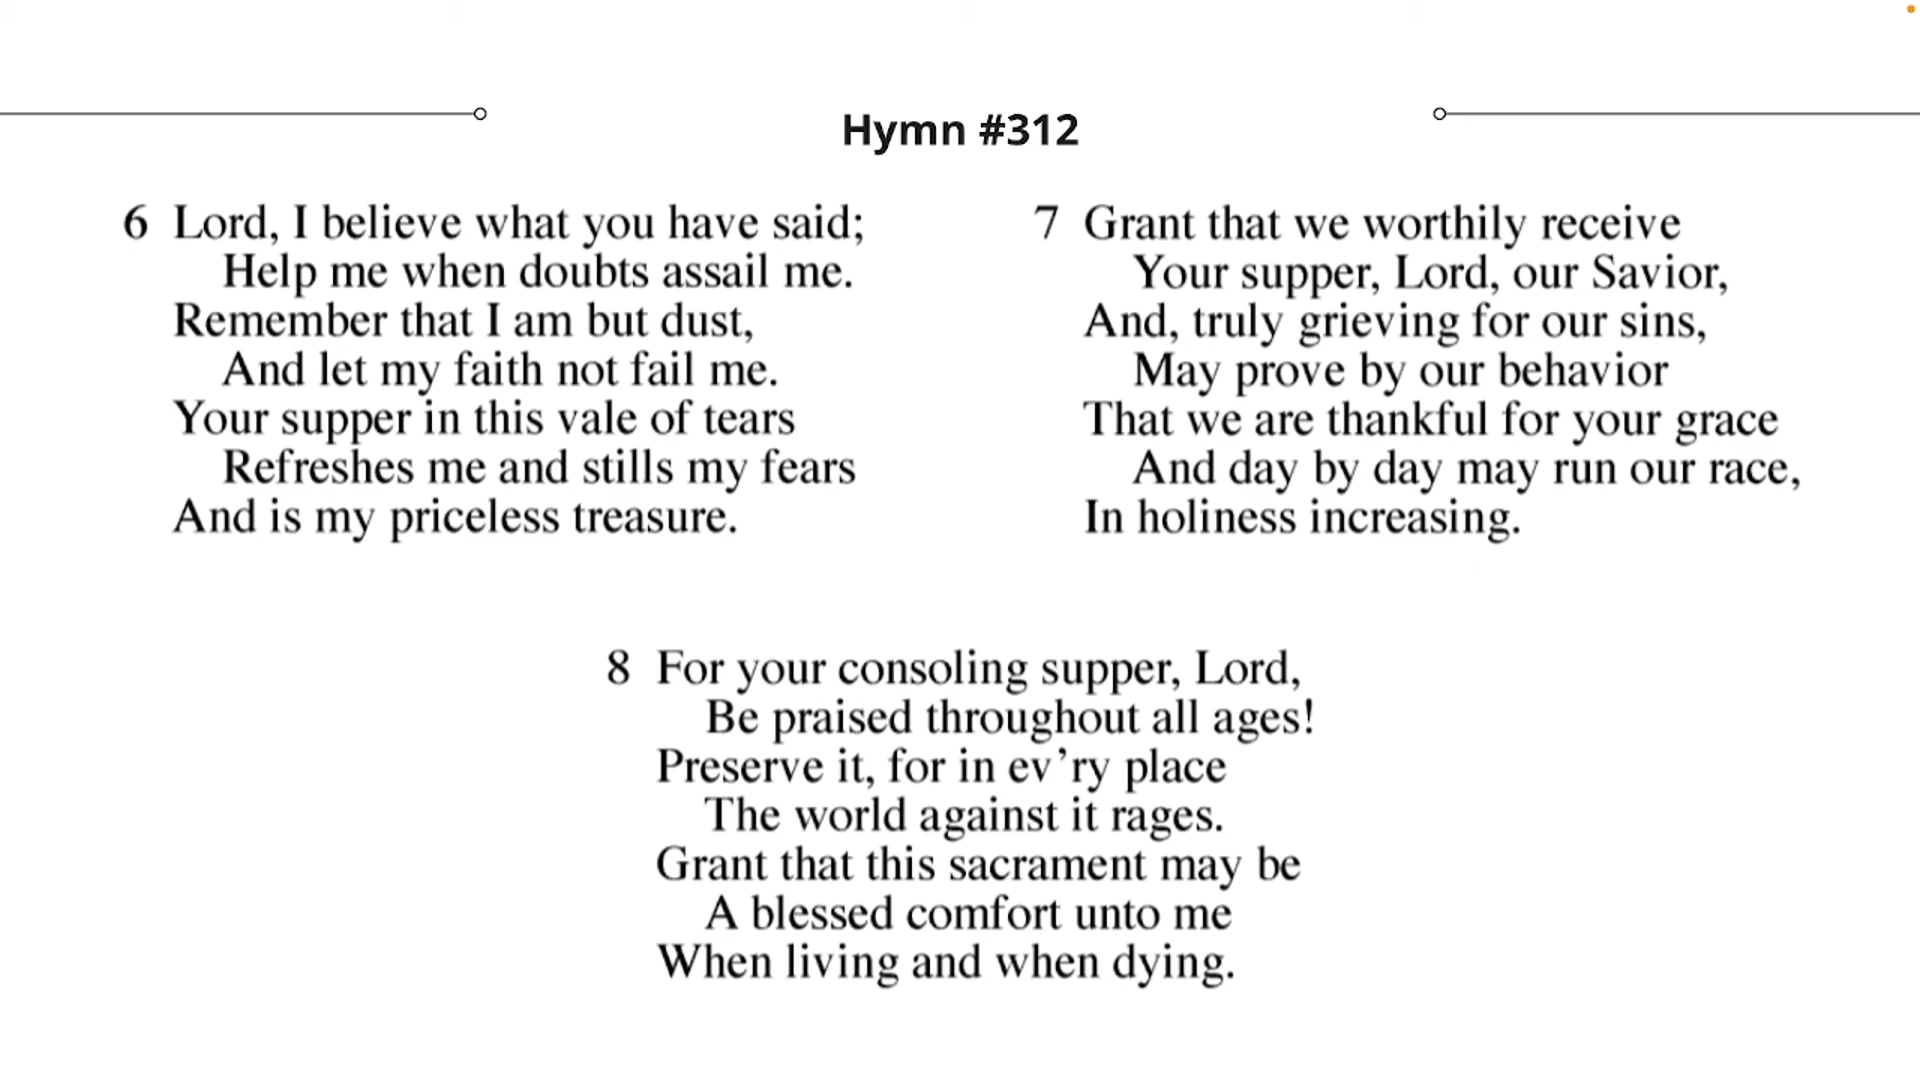 Hymn #312
6 Lord, I believe what you have said;
Help me when doubts assail me.
Remember that I am but dust,
And let my faith not fail me.
Your supper in this vale of tears
Refreshes me and stills my fears
And is my priceless treasure.
7 Grant that we worthily receive
Your supper, Lord, our Savior,
And, truly grieving for our sins,
May prove by our behavior
That we are thankful for your grace
And day by day may run our race,
In holiness increasing.
8 For your consoling supper, Lord,
Be praised throughout all ages!
Preserve it, for in ev’ry place
The world against it rages.
Grant that this sacrament may be
A blessed comfort unto me
When living and when dying.